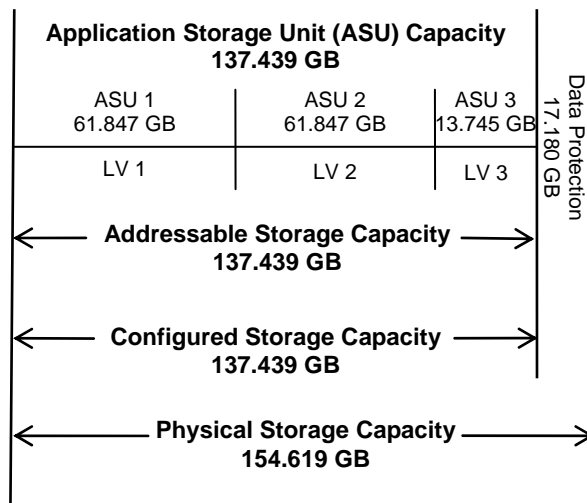 Application Storage Unit (ASU) Capacity
137.439 GB
ASU 1
61.847 GB
ASU 2
61.847 GB
ASU 3
13.745 GB
LV 1
LV 2
LV 3
Data Protection
17.180 GB
Addressable Storage Capacity
137.439 GB
Configured Storage Capacity
137.439 GB
Physical Storage Capacity
154.619 GB